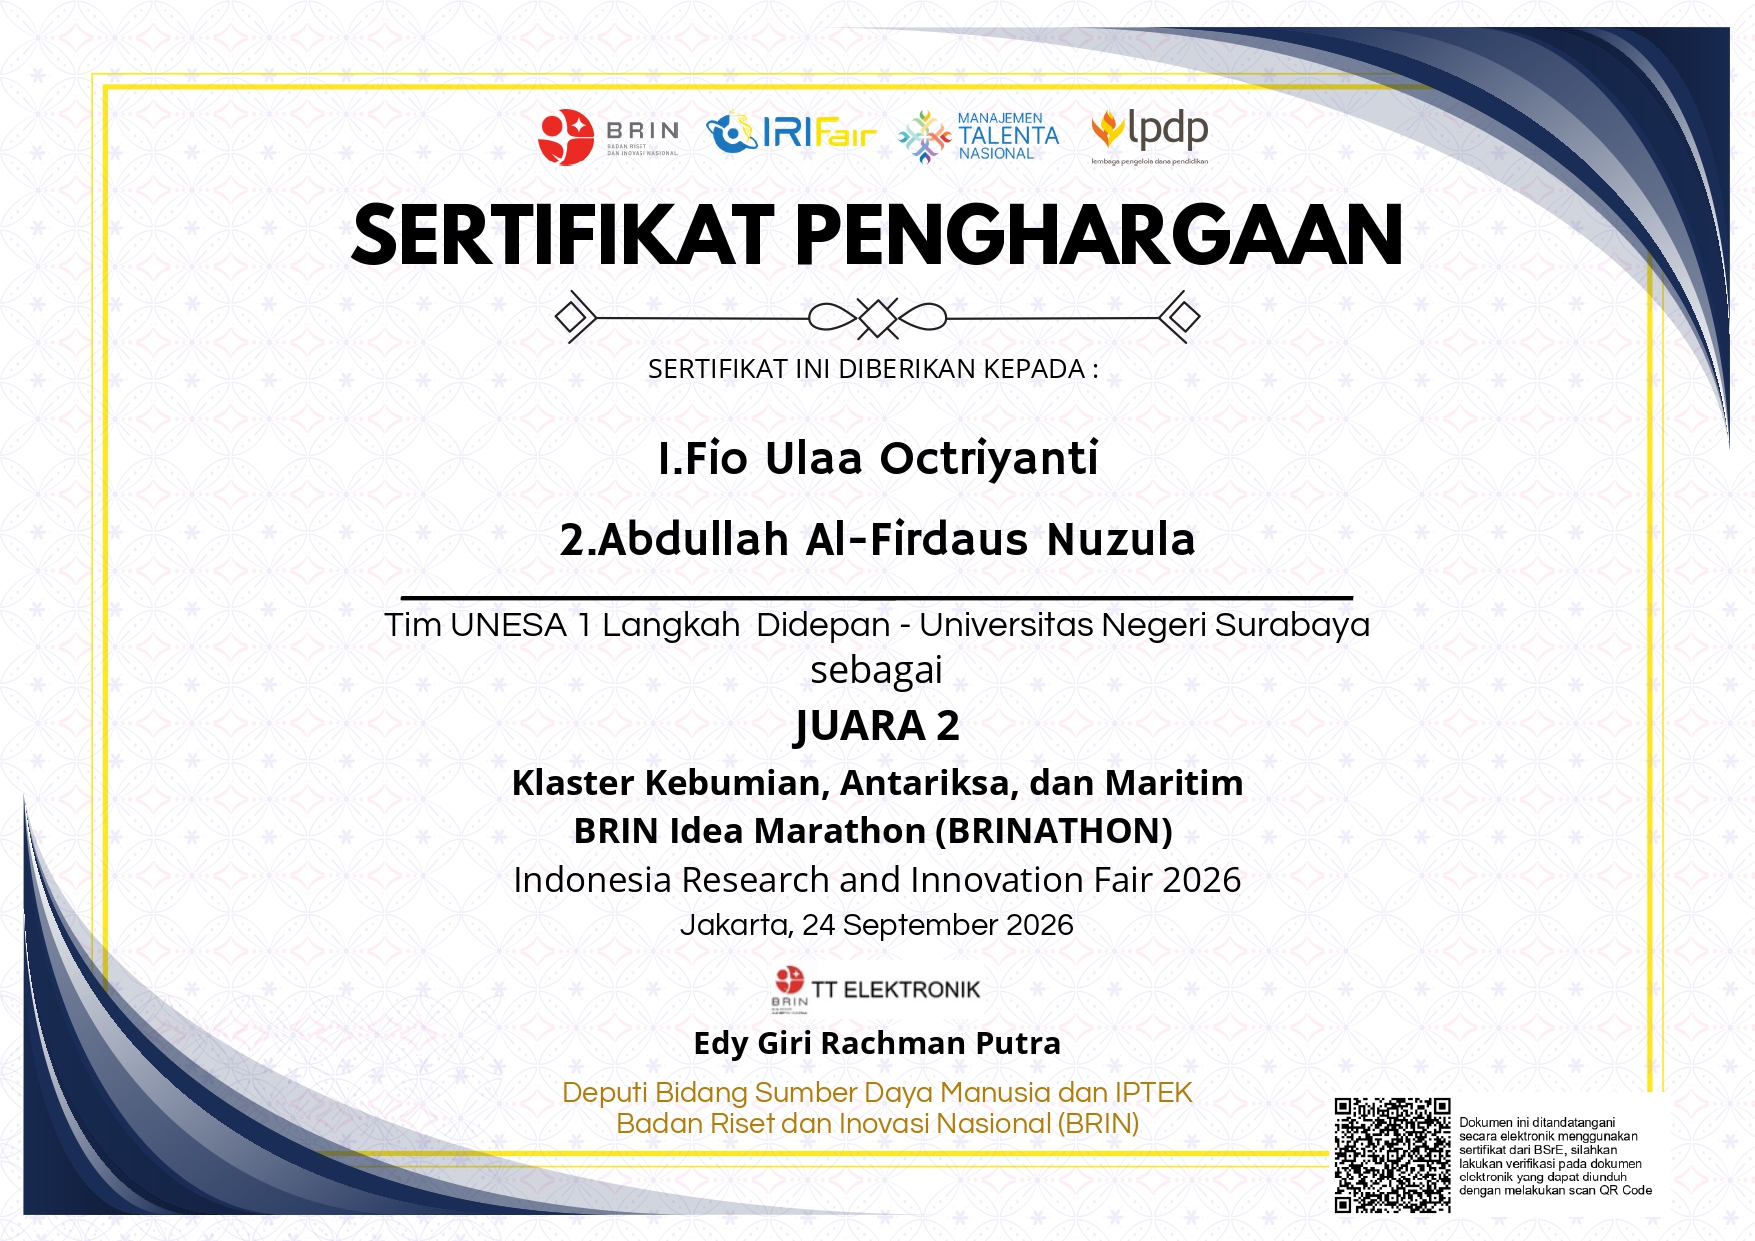 BRIN
BADAN RISET
DAN INOVASI NASIONAL
IRIFair
MANAJEMEN
TALENTA
NASIONAL
lpdp
lembaga pengelola dana pendidikan
SERTIFIKAT PENGHARGAAN
SERTIFIKAT INI DIBERIKAN KEPADA :
1.Fio Ulaa Octriyanti
2.Abdullah Al-Firdaus Nuzula
Tim UNESA 1 Langkah Didepan - Universitas Negeri Surabaya
sebagai
JUARA 2
Klaster Kebumian, Antariksa, dan Maritim
BRIN Idea Marathon (BRINATHON)
Indonesia Research and Innovation Fair 2026
Jakarta, 24 September 2026
BRIN
TT ELEKTRONIK
Edy Giri Rachman Putra
Deputi Bidang Sumber Daya Manusia dan IPTEK
Badan Riset dan Inovasi Nasional (BRIN)
Dokumen ini ditandatangani
secara elektronik menggunakan
sertifikat dari BSrE, silahkan
lakukan verifikasi pada dokumen
elektronik yang dapat diunduh
dengan melakukan scan QR Code